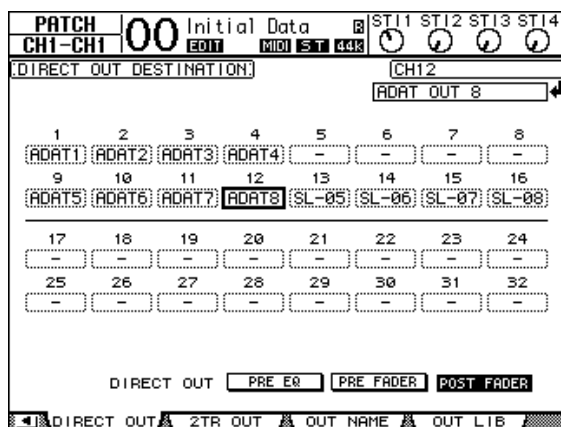 PATCH 00 Initial Data R STI1 STI2 STI3 STI4
CH1-CH1 EDIT MIDI ST 44k
DIRECT OUT DESTINATION CH12
ADAT OUT 8
1 2 3 4 5 6 7 8
ADAT1 ADAT2 ADAT3 ADAT4 - - - -
9 10 11 12 13 14 15 16
ADAT5 ADAT6 ADAT7 ADAT8 SL-05 SL-06 SL-07 SL-08
17 18 19 20 21 22 23 24
- - - - - - - -
25 26 27 28 29 30 31 32
- - - - - - - -
DIRECT OUT PRE EQ PRE FADER POST FADER
DIRECT OUT 2TR OUT OUT NAME OUT LIB